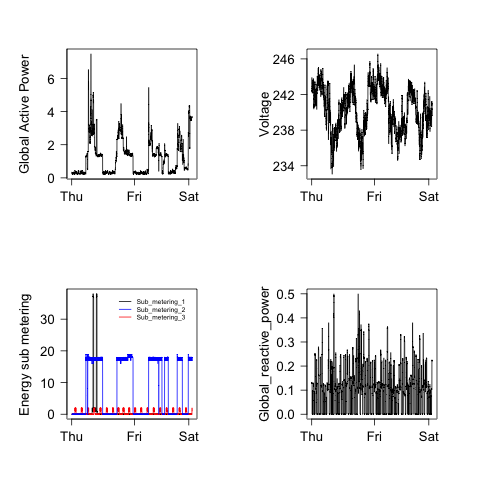 Global Active Power
6
4
2
0
Thu Fri Sat
Voltage
246
242
238
234
Thu Fri Sat
Energy sub metering
30
20
10
0
Sub_metering_1
Sub_metering_2
Sub_metering_3
Thu Fri Sat
Global_reactive_power
0.5
0.4
0.3
0.2
0.1
0.0
Thu Fri Sat